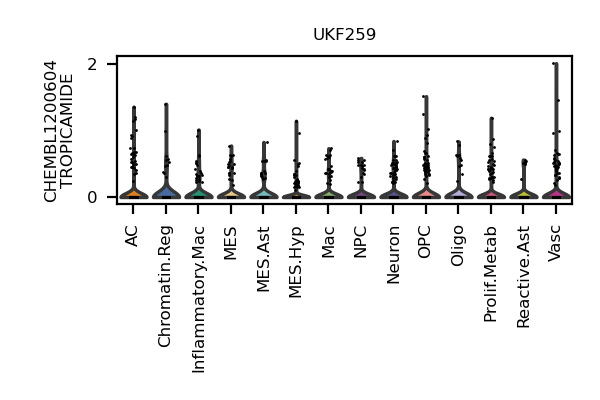 UKF259
CHEMBL1200604
TROPICAMIDE
2
0
AC
Chromatin.Reg
Inflammatory.Mac
MES
MES.Ast
MES.Hyp
Mac
NPC
Neuron
OPC
Oligo
Prolif.Metab
Reactive.Ast
Vasc